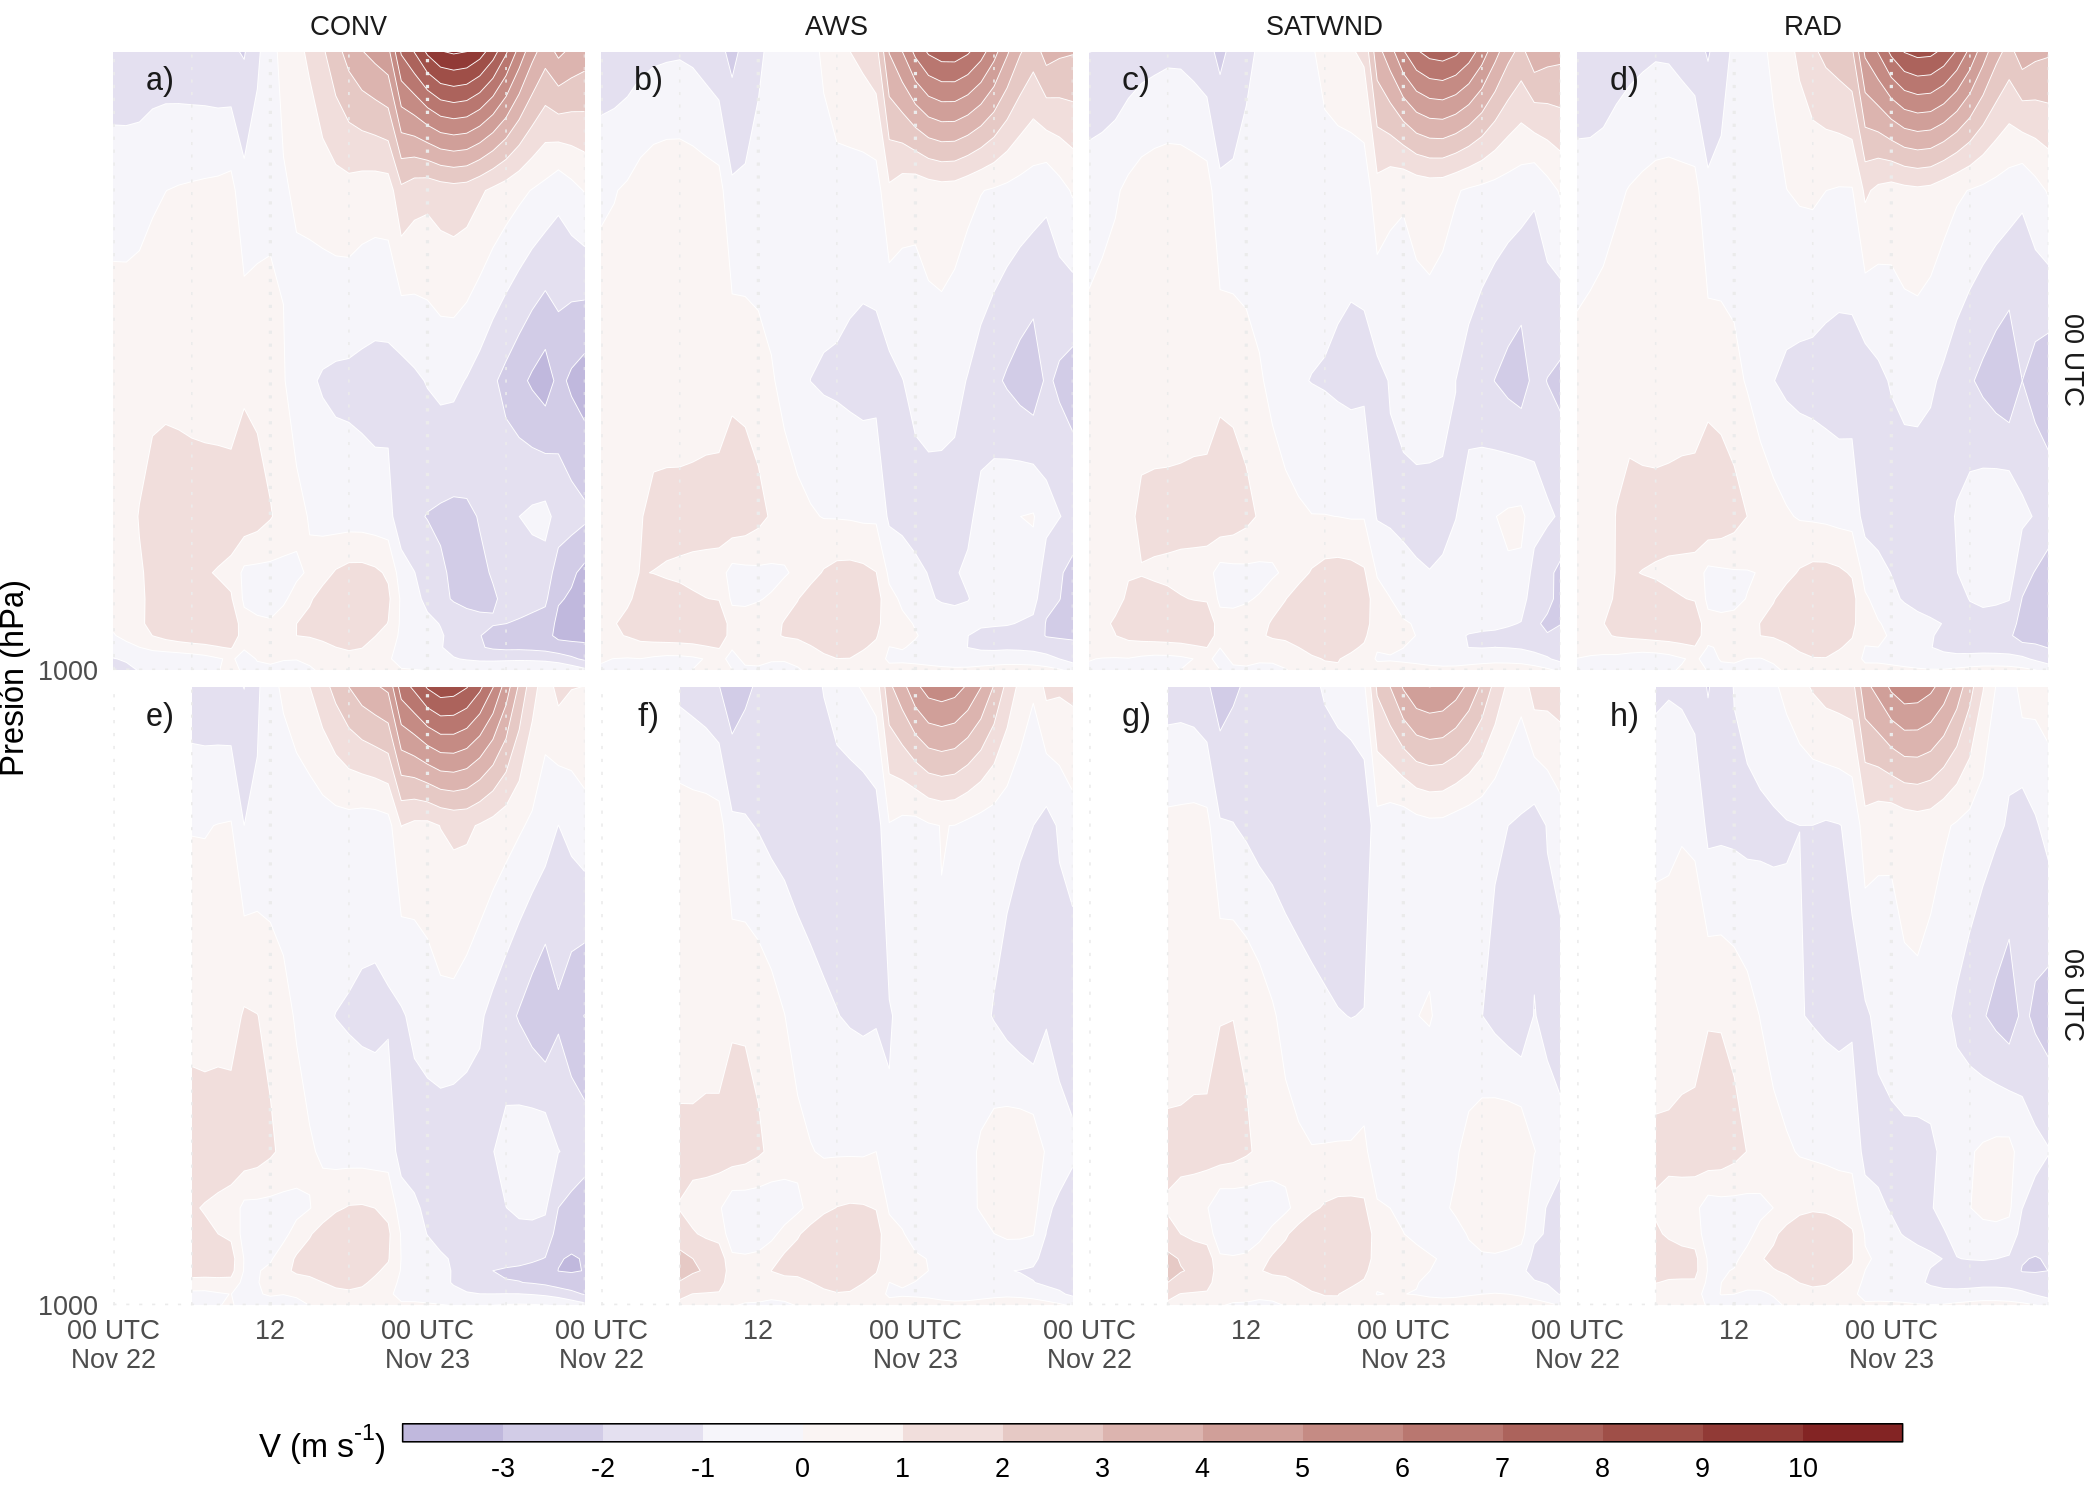 CONV AWS SATWND RAD
a) b) c) d)
00 UTC
Presión (hPa)
1000
e) f) g) h)
06 UTC
1000
00 UTC 12 00 UTC 00 UTC 12 00 UTC 00 UTC 12 00 UTC 00 UTC 12 00 UTC
Nov 22 Nov 23 Nov 22 Nov 23 Nov 22 Nov 23 Nov 22 Nov 23
V (m s-1)
-3 -2 -1 0 1 2 3 4 5 6 7 8 9 10